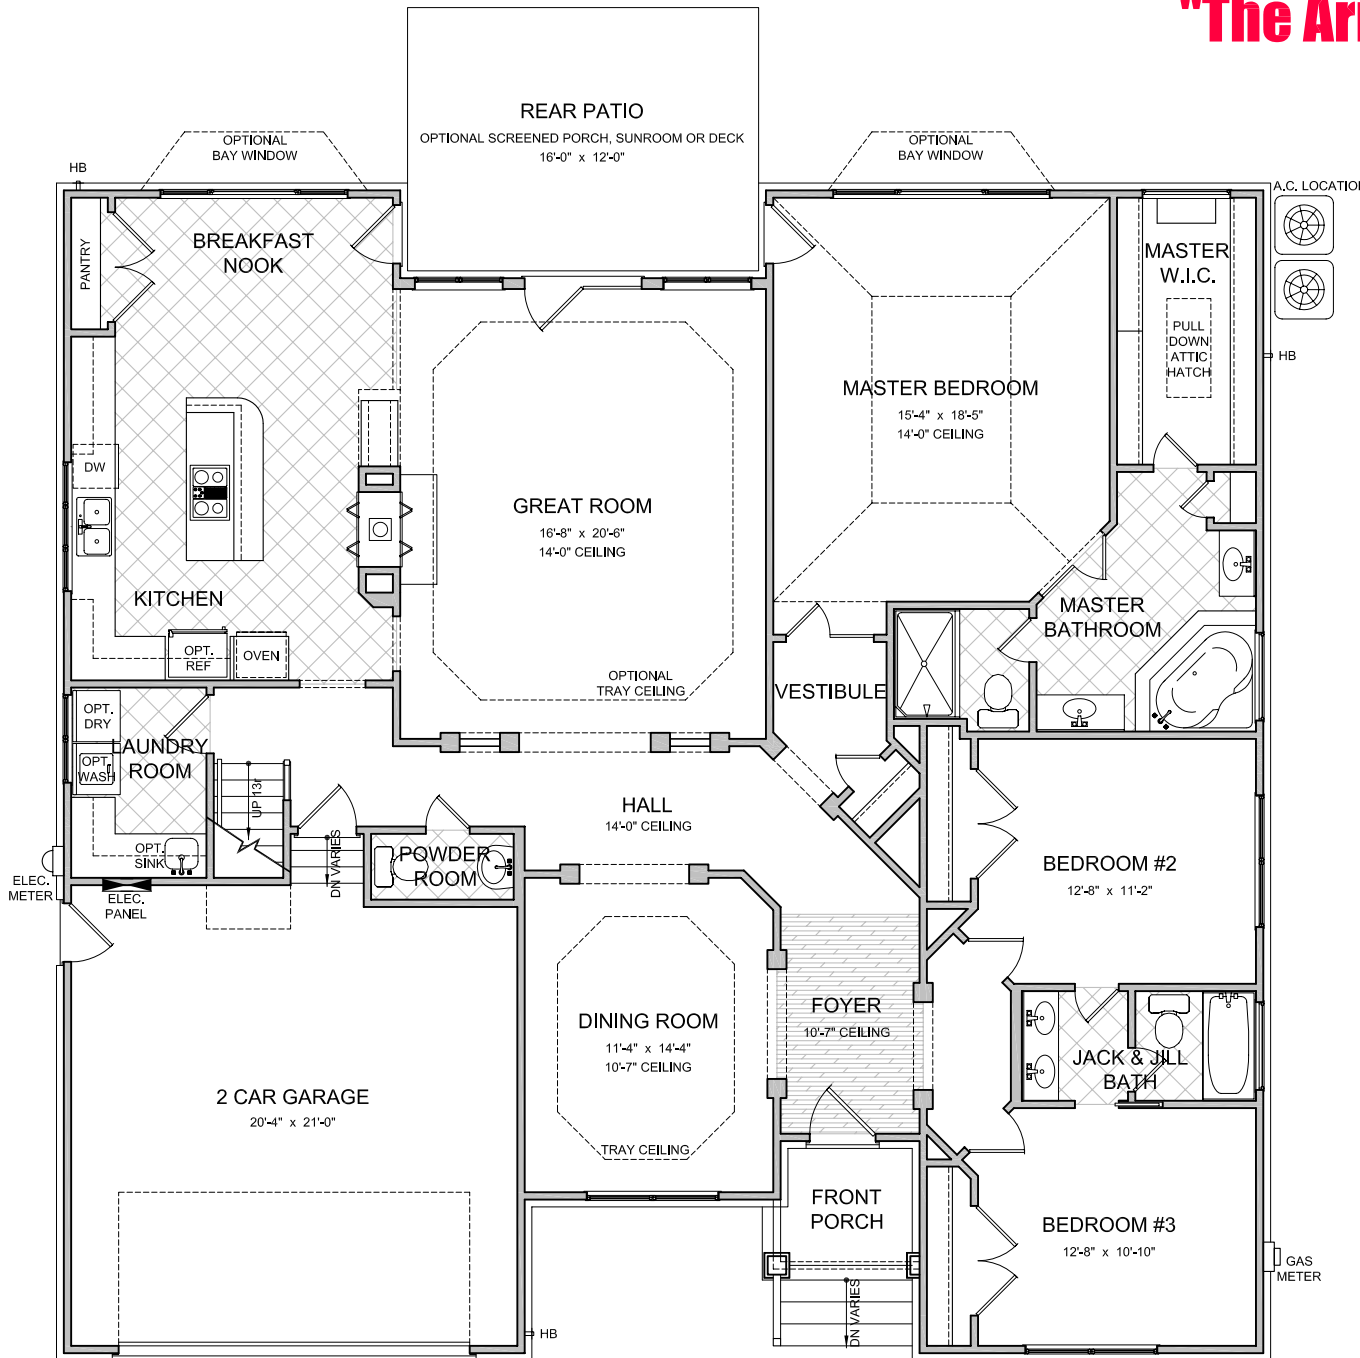 "The Ar
REAR PATIO
OPTIONAL SCREENED PORCH, SUNROOM OR DECK
16'-0" x 12'-0"
OPTIONAL
BAY WINDOW
OPTIONAL
BAY WINDOW
HB
A.C. LOCATION
BREAKFAST
NOOK
PANTRY
MASTER
W.I.C.
PULL
DOWN
ATTIC
HATCH
HB
MASTER BEDROOM
15'-4" x 18'-5"
14'-0" CEILING
DW
GREAT ROOM
16'-8" x 20'-6"
14'-0" CEILING
KITCHEN
MASTER
BATHROOM
OPT.
REF
OVEN
OPTIONAL
TRAY CEILING
VESTIBULE
OPT.
DRY
LAUNDRY
ROOM
OPT.
WASH
UP 13r
HALL
14'-0" CEILING
OPT.
SINK
DN VARIES
POWDER
ROOM
BEDROOM #2
12'-8" x 11'-2"
ELEC.
METER
ELEC.
PANEL
FOYER
10'-7" CEILING
DINING ROOM
11'-4" x 14'-4"
10'-7" CEILING
JACK & JILL
BATH
2 CAR GARAGE
20'-4" x 21'-0"
TRAY CEILING
FRONT
PORCH
BEDROOM #3
12'-8" x 10'-10"
GAS
METER
DN VARIES
HB